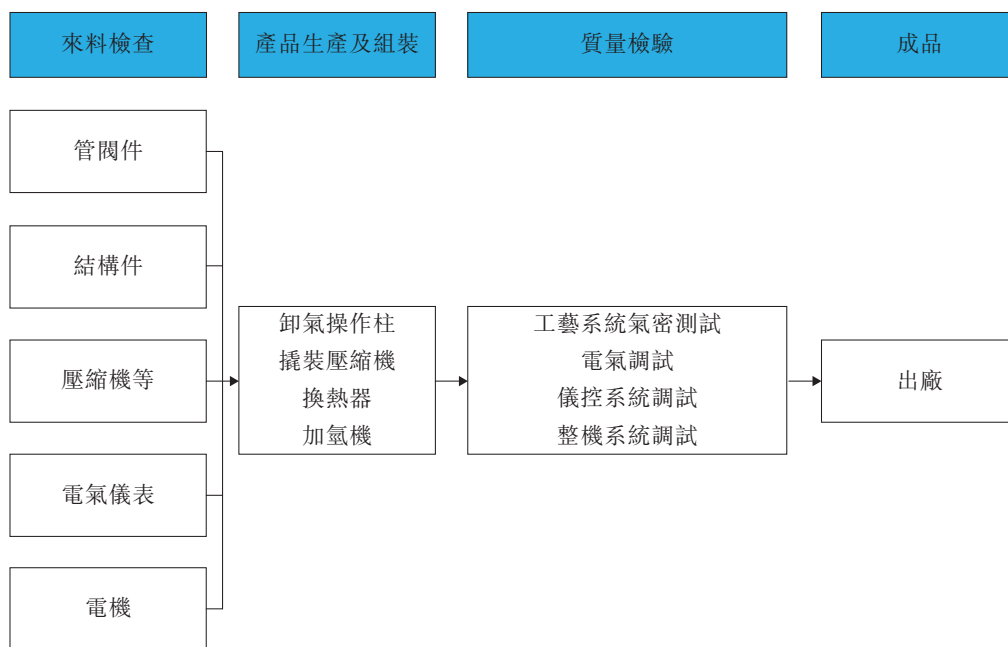 來料檢查
產品生產及組裝
質量檢驗
成品
管閥件
結構件
壓縮機等
電氣儀表
電機
卸氣操作柱
撬裝壓縮機
換熱器
加氫機
工藝系統氣密測試
電氣調試
儀控系統調試
整機系統調試
出廠